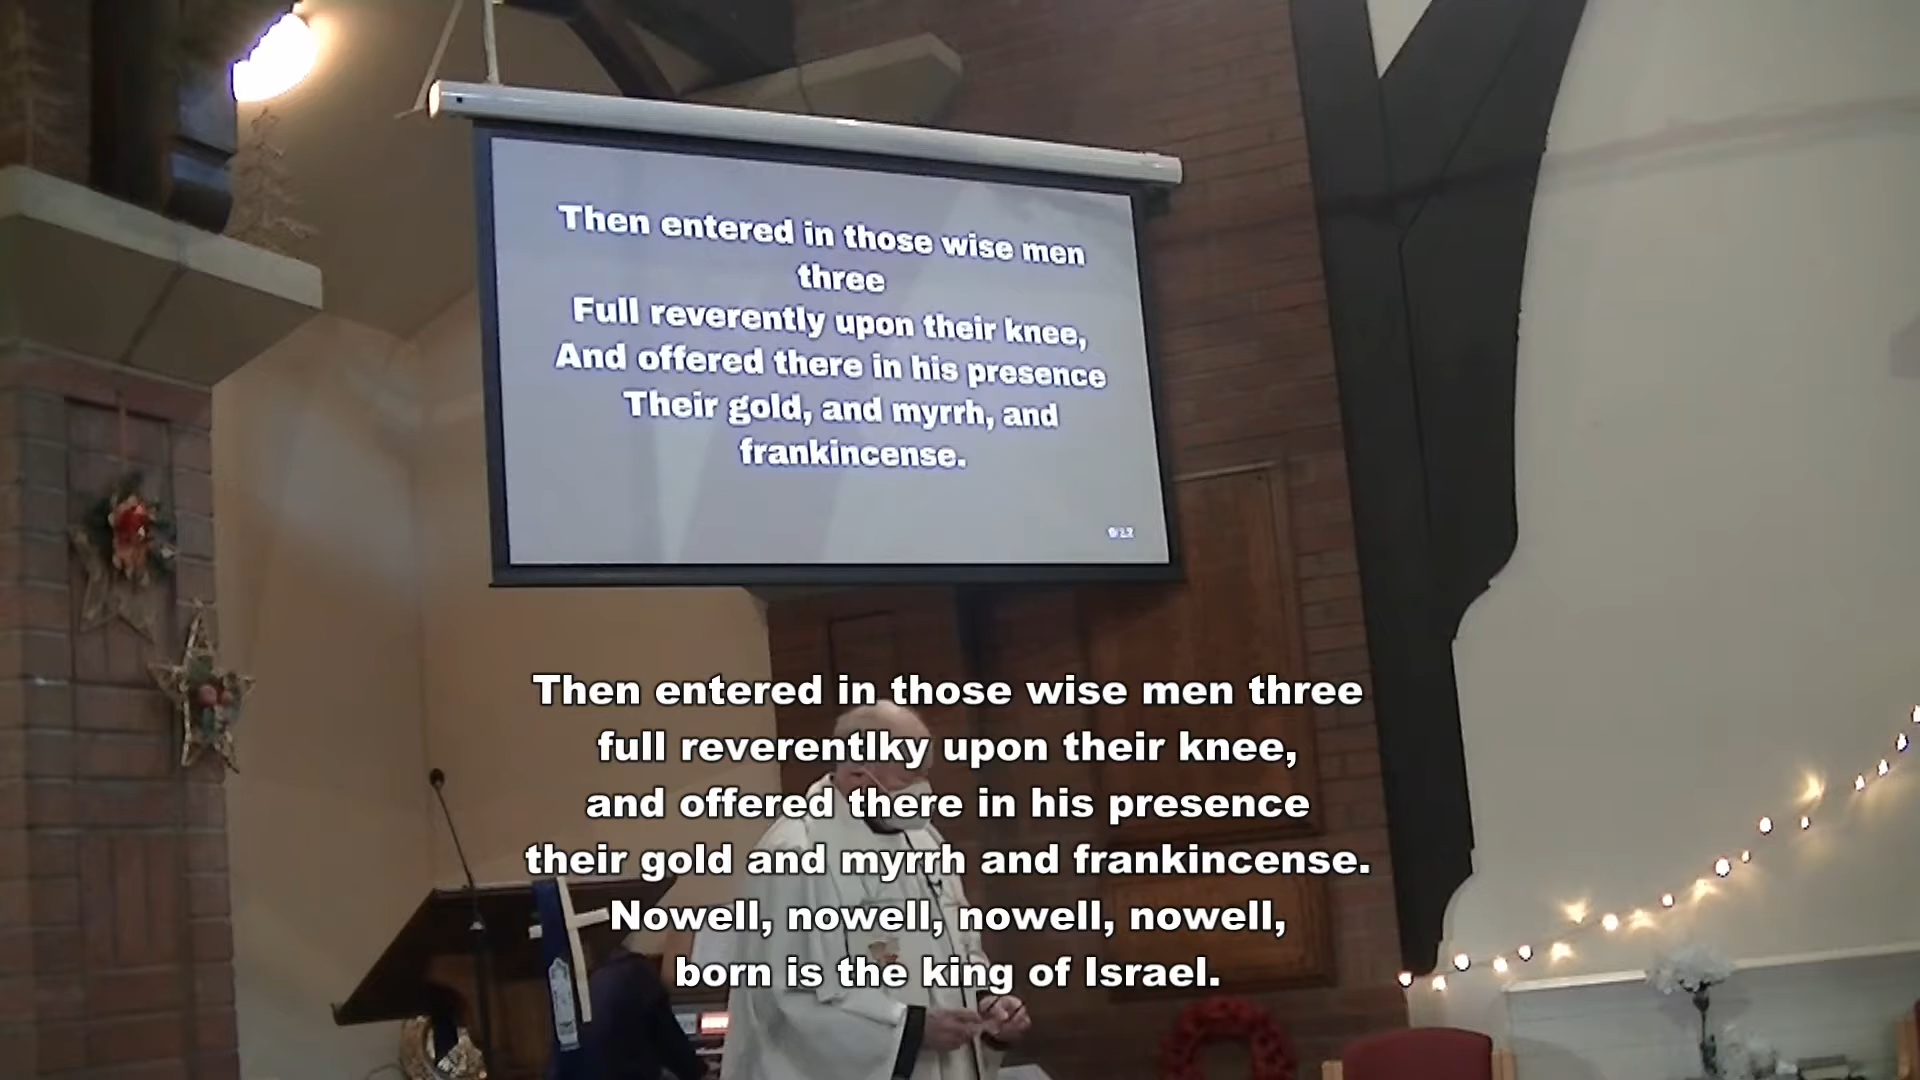 Then entered in those wise men
three
Full reverently upon their knee,
And offered there in his presence
Their gold, and myrrh, and
frankincense.
Then entered in those wise men three
full reverentlky upon their knee,
and offered there in his presence
their gold and myrrh and frankincense.
Nowell, nowell, nowell, nowell,
born is the king of Israel.